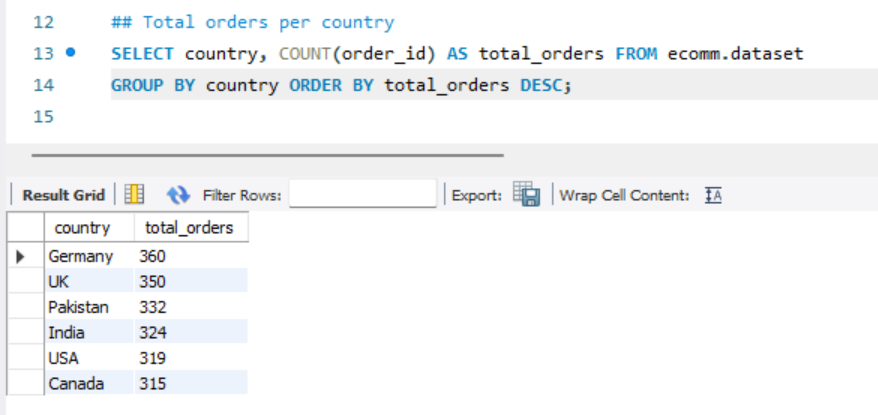 12 ## Total orders per country
13 SELECT country, COUNT(order_id) AS total_orders FROM ecomm.dataset
14 GROUP BY country ORDER BY total_orders DESC;
15
Result Grid Filter Rows: Export: Wrap Cell Content: IA
country total_orders
Germany 360
UK 350
Pakistan 332
India 324
USA 319
Canada 315